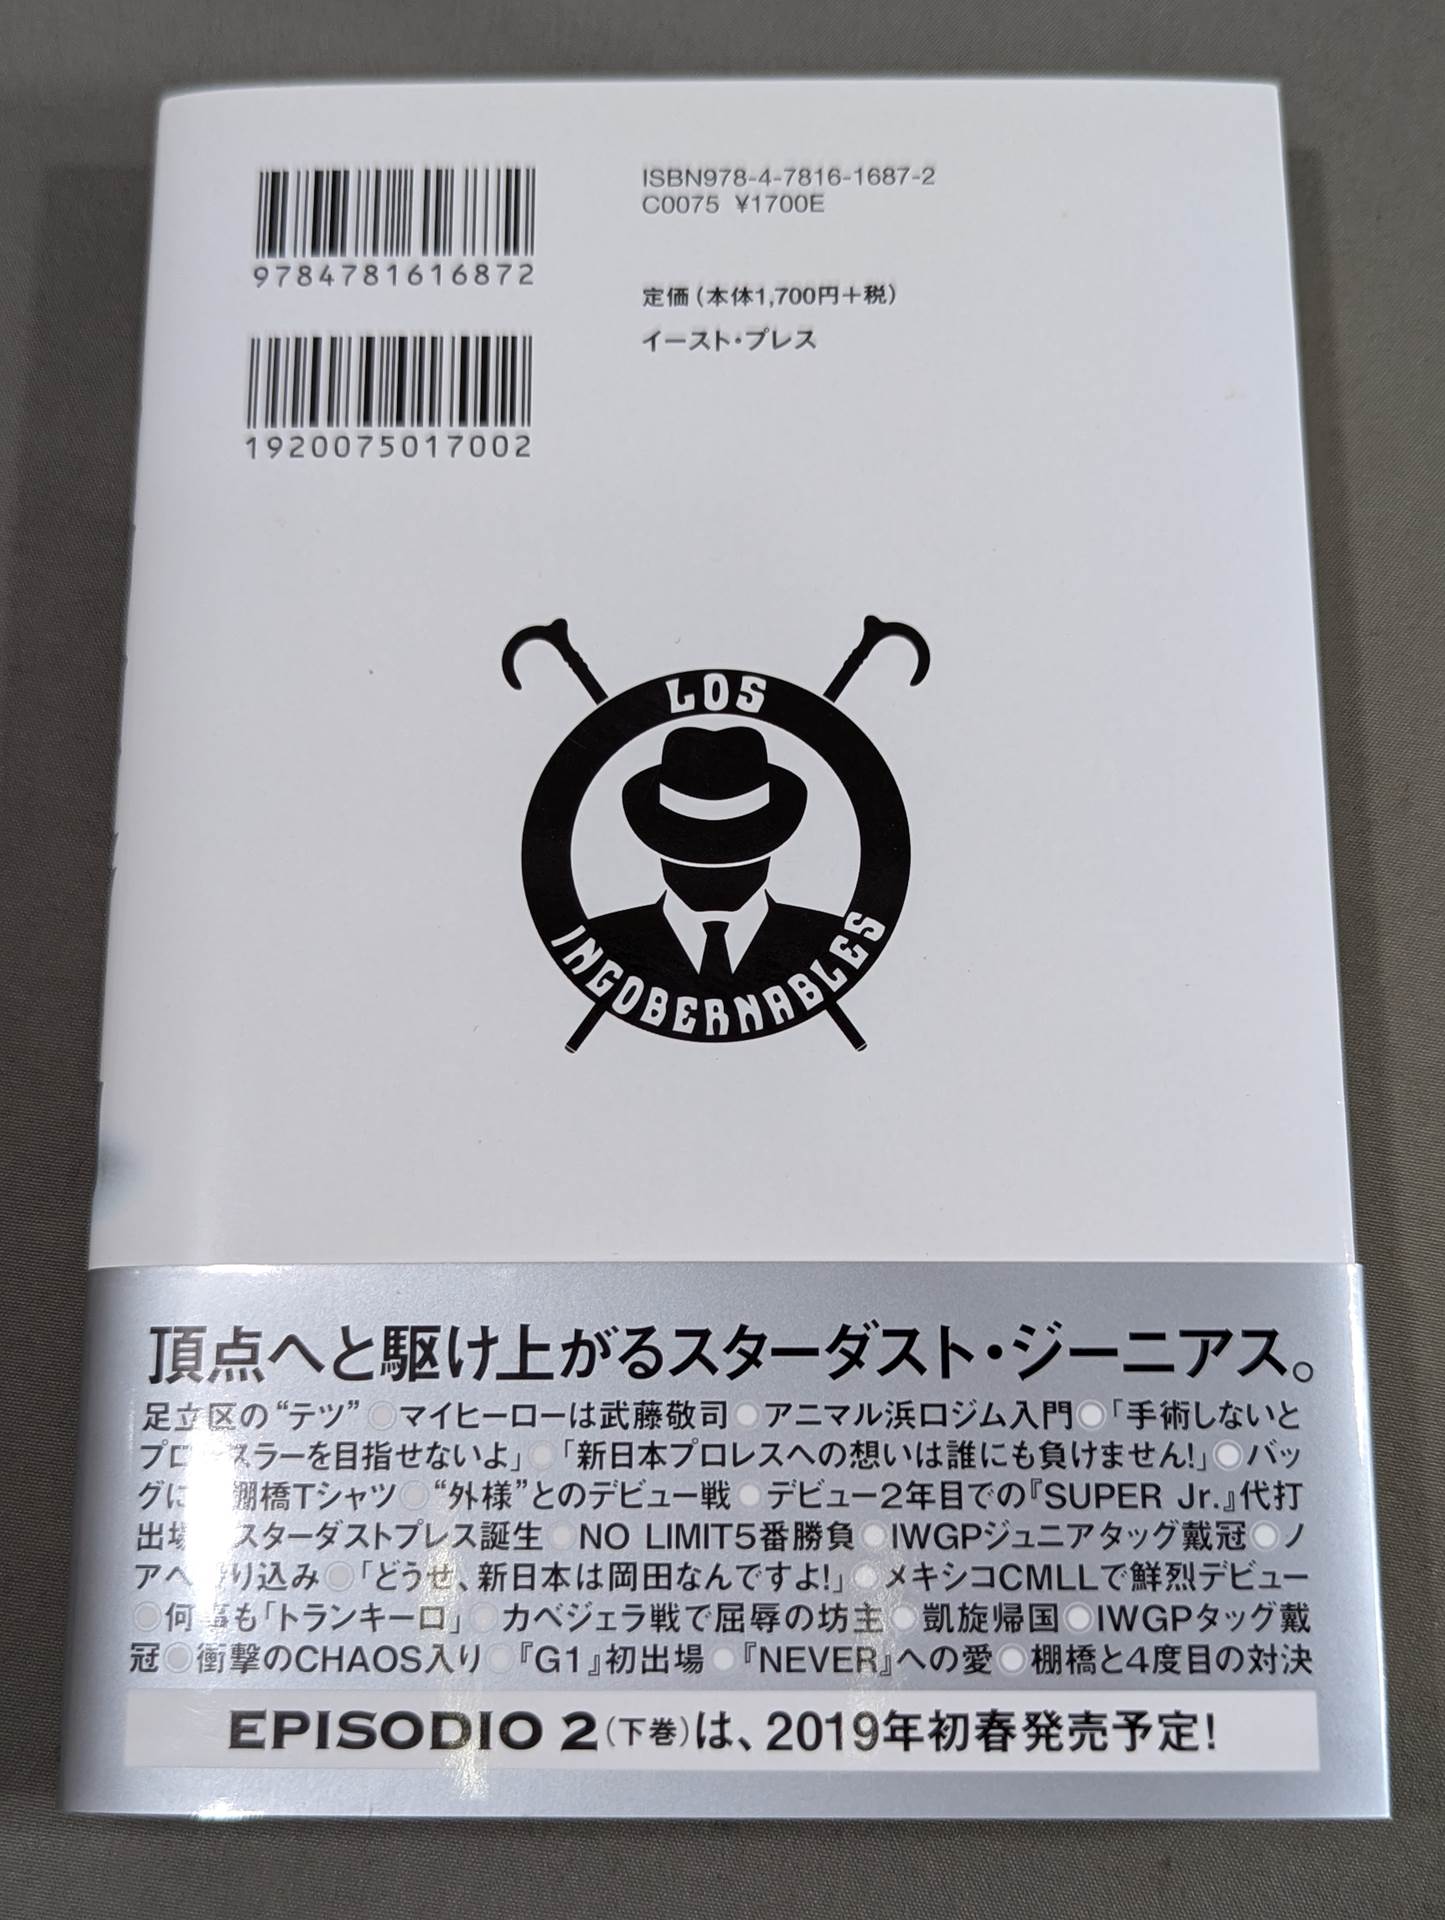 ISBN978-4-7816-1687-2
C0075 ¥1700E
9784781616872
定価（本体1,700円＋税）
イースト・プレス
1920075017002
LOS
INGOBERNABLES
頂点へと駆け上がるスターダスト・ジーニアス。
足立区の“テツ”●マイヒーローは武藤敬司●アニマル浜口ジム入門●「手術しないと
プロ スラーを目指せないよ」●「新日本プロレスへの想いは誰にも負けません!」●バッ
グに 棚橋Tシャツ●“外様”とのデビュー戦●デビュー2年目での『SUPER Jr.』代打
出場●スターダストプレス誕生●NO LIMIT5番勝負●IWGPジュニアタッグ戴冠●ノ
アへ り込み●「どうせ、新日本は岡田なんですよ!」●メキシコCMLLで鮮烈デビュー
●何事も「トランキーロ」●カベジェラ戦で屈辱の坊主●凱旋帰国●IWGPタッグ戴
冠●衝撃のCHAOS入り●『G1』初出場●『NEVER』への愛●棚橋と4度目の対決
EPISODIO 2（下巻）は、2019年初春発売予定!